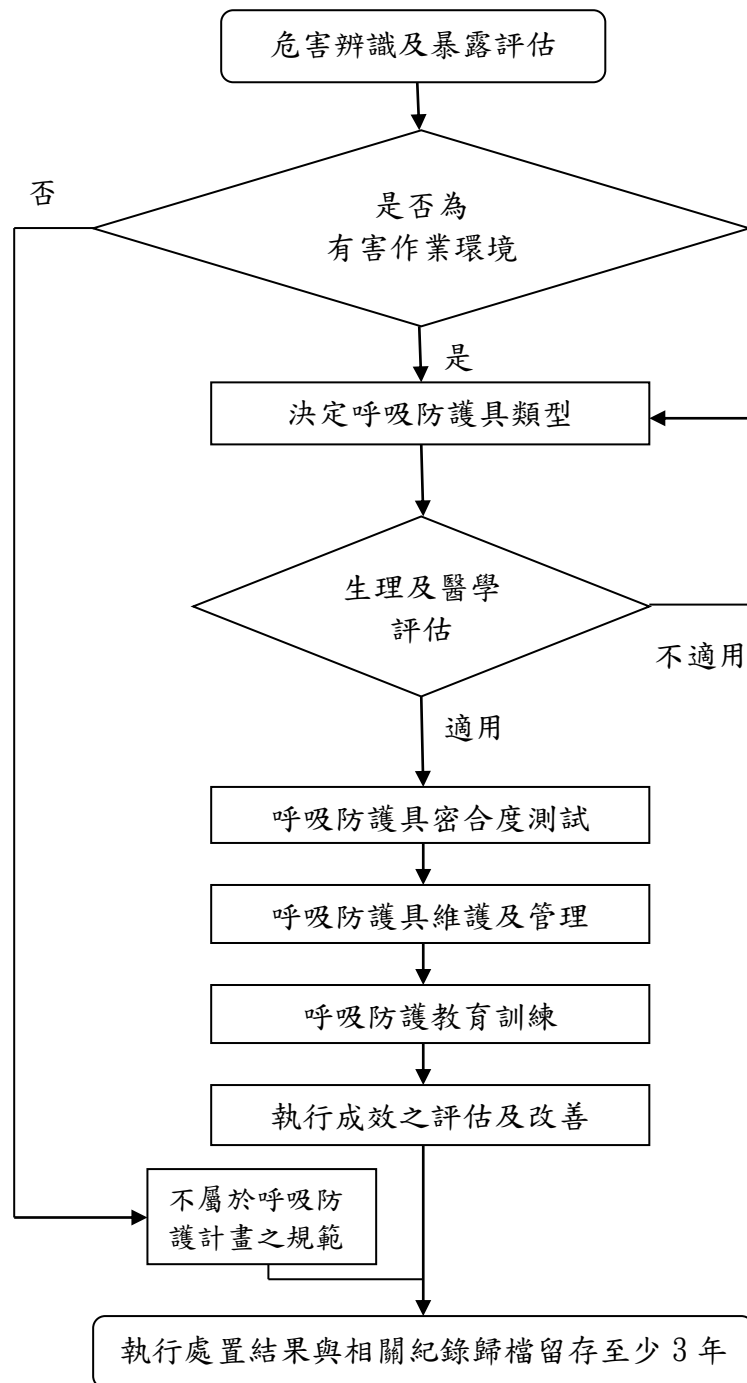 危害辨識及暴露評估
否
是否為
有害作業環境
是
決定呼吸防護具類型
生理及醫學
評估
不適用
適用
呼吸防護具密合度測試
呼吸防護具維護及管理
呼吸防護教育訓練
執行成效之評估及改善
不屬於呼吸防
護計畫之規範
執行處置結果與相關紀錄歸檔留存至少 3 年